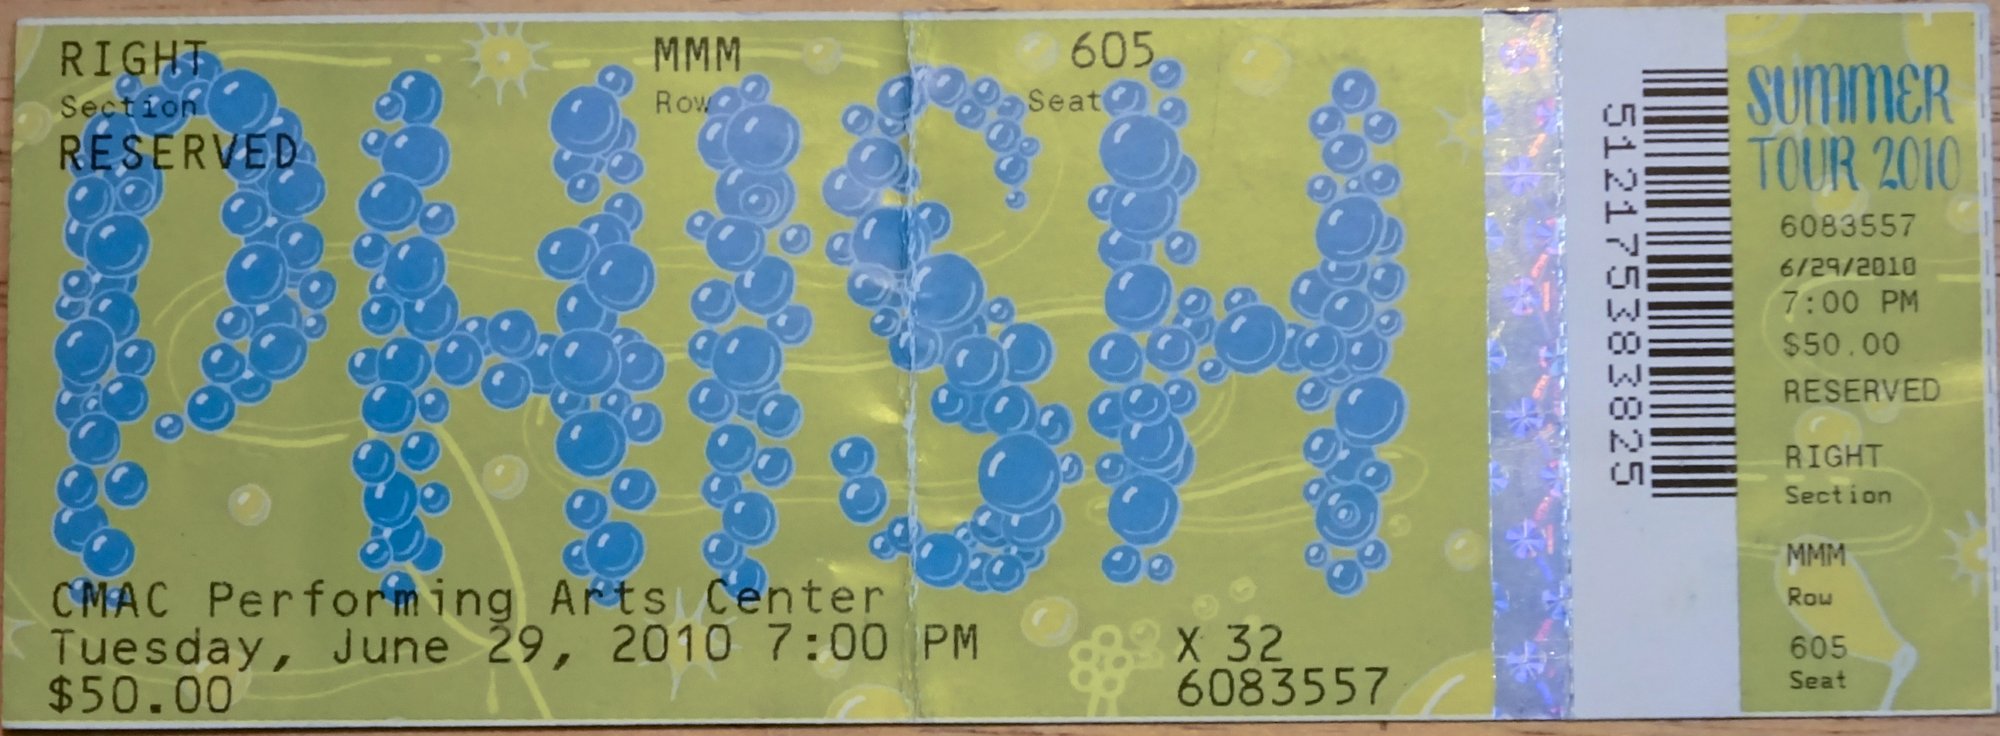 RIGHT MMM 605
Section Row Seat
RESERVED
PHISH
CMAC Performing Arts Center
Tuesday, June 29, 2010 7:00 PM
$50.00
X 32
6083557
512175383825
SUMMER
TOUR 2010
6083557
6/29/2010
7:00 PM
$50.00
RESERVED
RIGHT
Section
MMM
Row
605
Seat